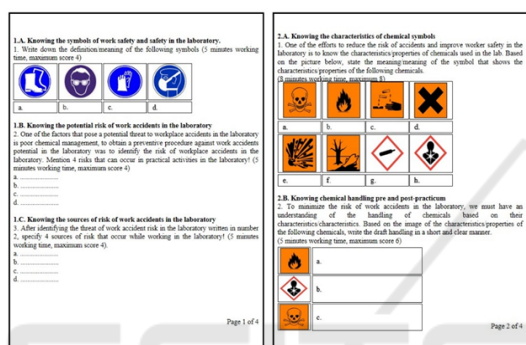 1.A. Knowing the symbols of work safety and safety in the laboratory.
1. Write down the definition/meaning of the following symbols (5 minutes working
time, maximum score 4)
a. b. c. d.
1.B. Knowing the potential risk of work accidents in the laboratory
2. One of the factors that pose a potential threat to workplace accidents in the laboratory
is poor chemical management, to obtain a preventive procedure against work accidents
potential in the laboratory was to identify the risk of workplace accidents in the
laboratory. Mention 4 risks that can occur in practical activities in the laboratory! (5
minutes working time, maximum score 4)
a. ........................
b. ........................
c. ........................
d. ........................
1.C. Knowing the sources of risk of work accidents in the laboratory
3. After identifying the threat of work accident risk in the laboratory written in number
2, specify 4 sources of risk that occur while working in the laboratory! (5 minutes
working time, maximum score 4).
a. ........................
b. ........................
c. ........................
d. ........................
Page 1 of 4
2.A. Knowing the characteristics of chemical symbols
1. One of the efforts to reduce the risk of accidents and improve worker safety in the
laboratory is to know the characteristics/properties of chemicals used in the lab. Based
on the picture below, state the meaning/meaning of the symbol that shows the
characteristics/properties of the following chemicals.
(8 minutes working time, maximum 8)
a. b. c. d.
e. f. g. h.
2.B. Knowing chemical handling pre and post-practicum
2. To minimize the risk of work accidents in the laboratory, we must have an
understanding of the handling of chemicals based on their
characteristics/characteristics. Based on the image of the characteristics/properties of
the following chemicals, write the draft handling in a short and clear manner.
(5 minutes working time, maximum score 6)
a.
b.
c.
Page 2 of 4